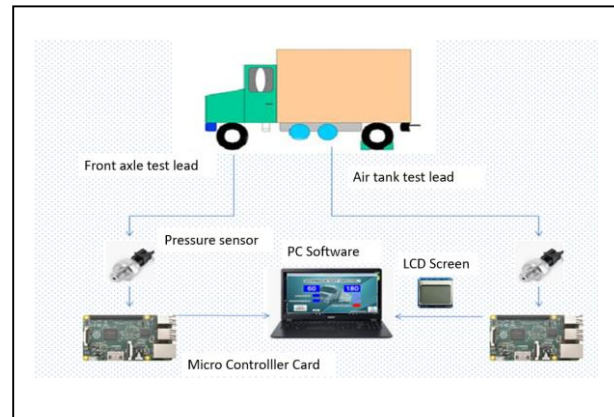 Front axle test lead
Air tank test lead
Pressure sensor
PC Software
LCD Screen
60
180
Micro Controlller Card